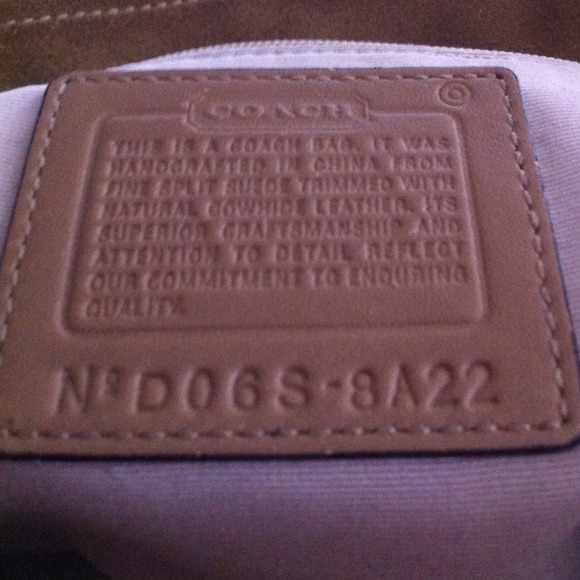 COACH
©
THIS IS A COACH BAG. IT WAS
HANDCRAFTED IN CHINA FROM
FINE SPLIT SUEDE TRIMMED WITH
NATURAL COWHIDE LEATHER. ITS
SUPERIOR CRAFTSMANSHIP AND
ATTENTION TO DETAIL REFLECT
OUR COMMITMENT TO ENDURING
QUALITY.
Nº D06S-8A22